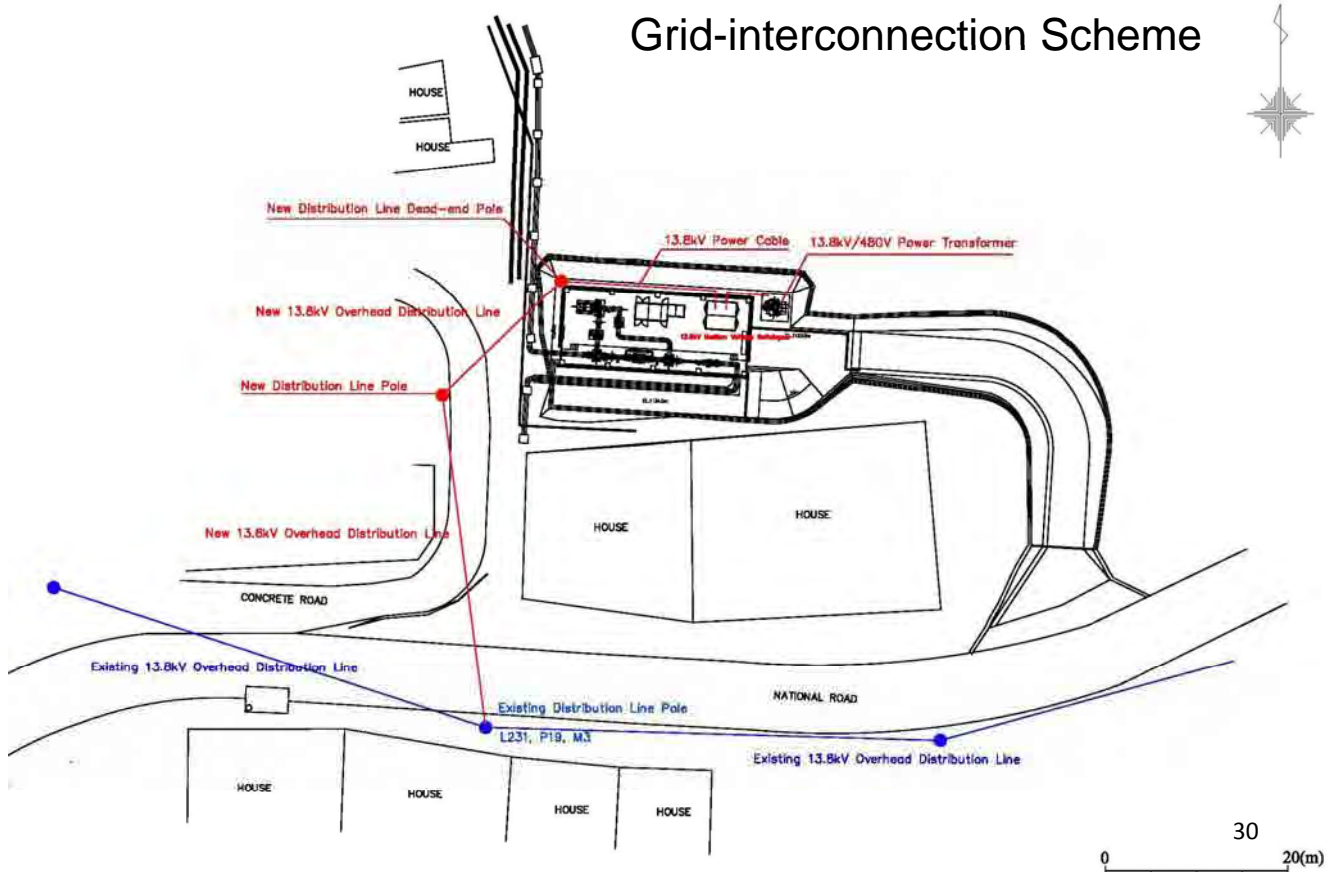 Grid-interconnection Scheme
HOUSE
HOUSE
New Distribution Line Dead-end Pole
13.8kV Power Cable
13.8kV/480V Power Transformer
New 13.8kV Overhead Distribution Line
New Distribution Line Pole
HOUSE
HOUSE
New 13.8kV Overhead Distribution Line
CONCRETE ROAD
Existing 13.8kV Overhead Distribution Line
NATIONAL ROAD
Existing Distribution Line Pole
L231, P19, M3
Existing 13.8kV Overhead Distribution Line
HOUSE
HOUSE
HOUSE
HOUSE
30
0 20(m)